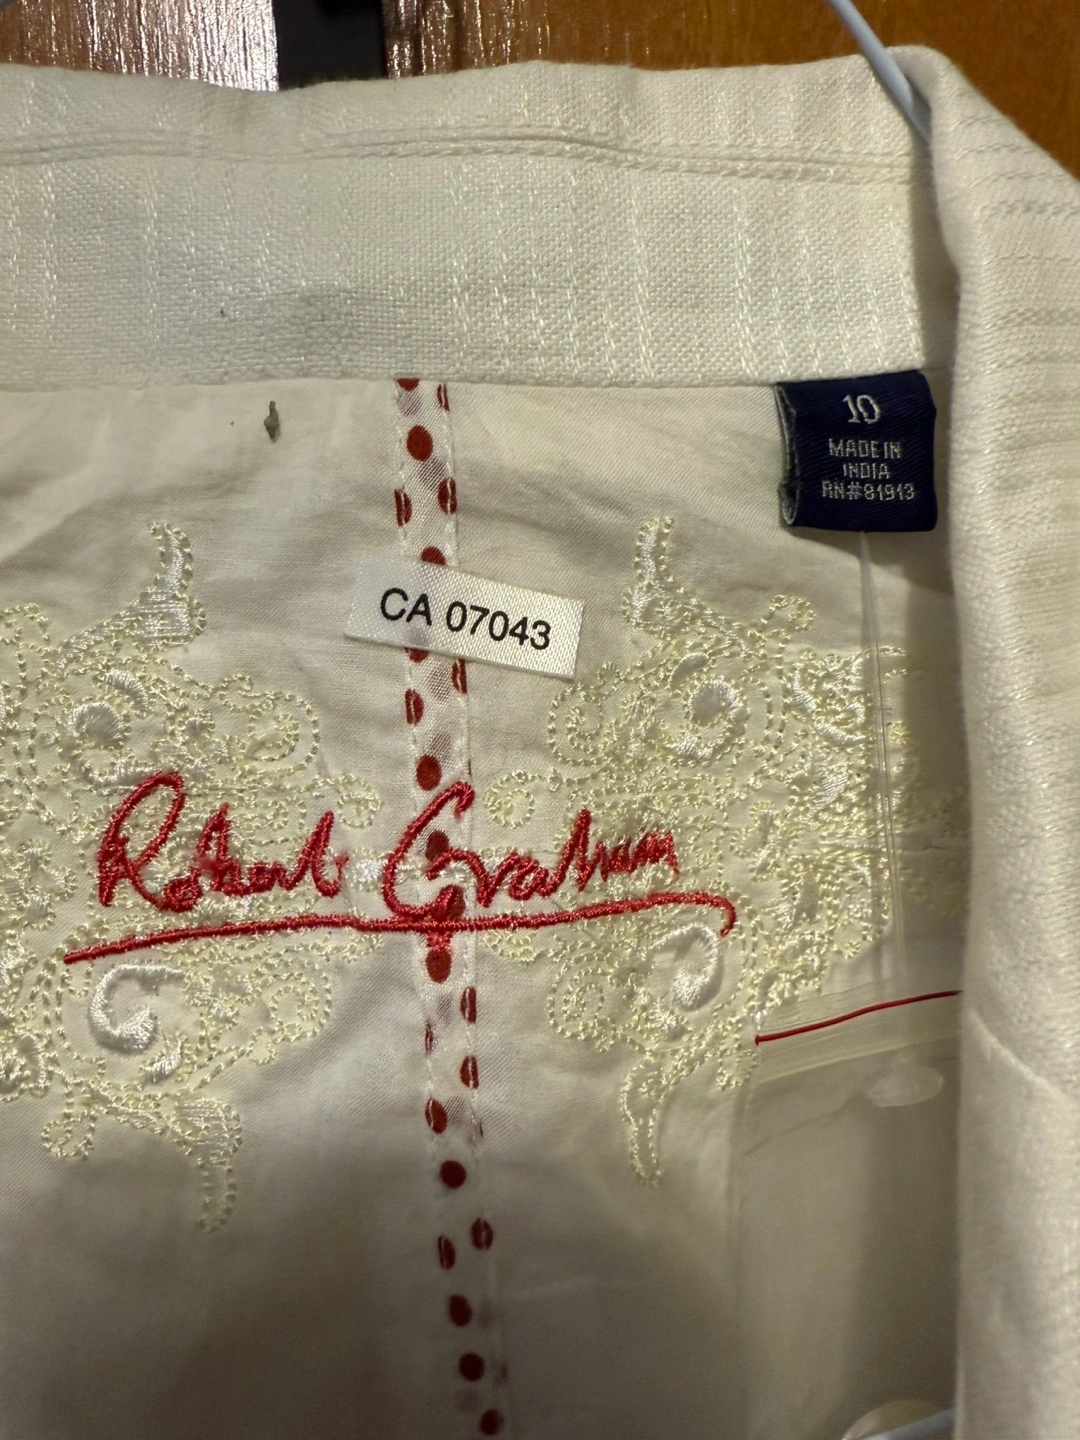 10
MADE IN
INDIA
RN#81913
CA 07043
Robert Graham